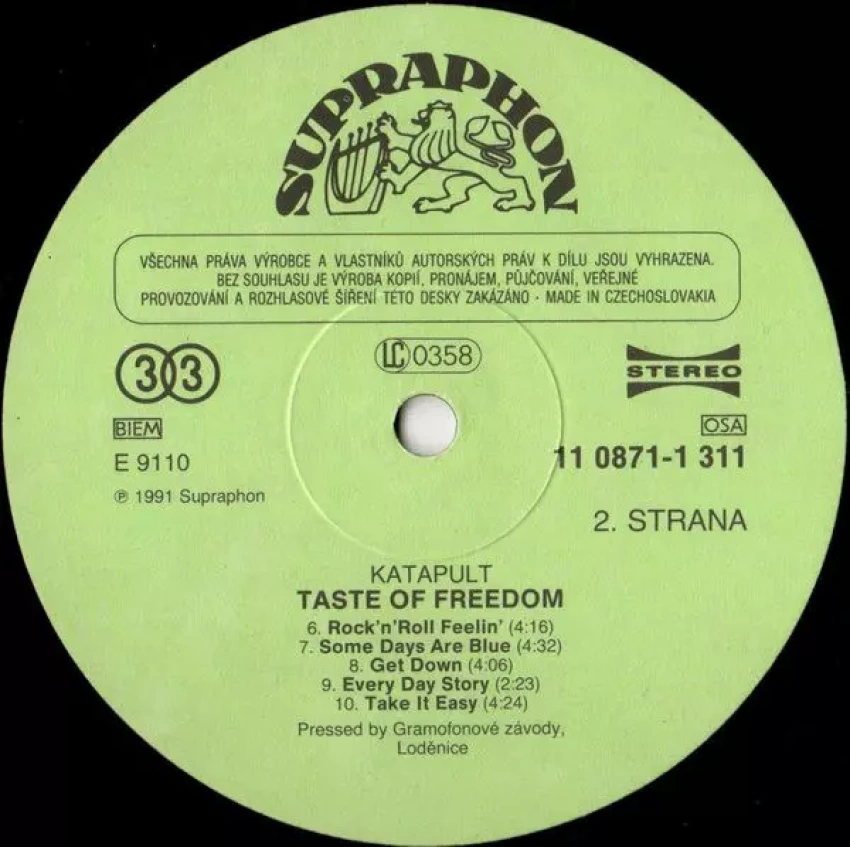 SUPRAPHON
VŠECHNA PRÁVA VÝROBCE A VLASTNÍKŮ AUTORSKÝCH PRÁV K DÍLU JSOU VYHRAZENA.
BEZ SOUHLASU JE VÝROBA KOPIÍ, PRONÁJEM, PŮJČOVÁNÍ, VEŘEJNÉ
PROVOZOVÁNÍ A ROZHLASOVÉ ŠÍŘENÍ TÉTO DESKY ZAKÁZÁNO · MADE IN CZECHOSLOVAKIA
33
LC 0358
STEREO
BIEM
OSA
E 9110
11 0871-1 311
℗ 1991 Supraphon
2. STRANA
KATAPULT
TASTE OF FREEDOM
6. Rock'n'Roll Feelin' (4:16)
7. Some Days Are Blue (4:32)
8. Get Down (4:06)
9. Every Day Story (2:23)
10. Take It Easy (4:24)
Pressed by Gramofonové závody,
Loděnice